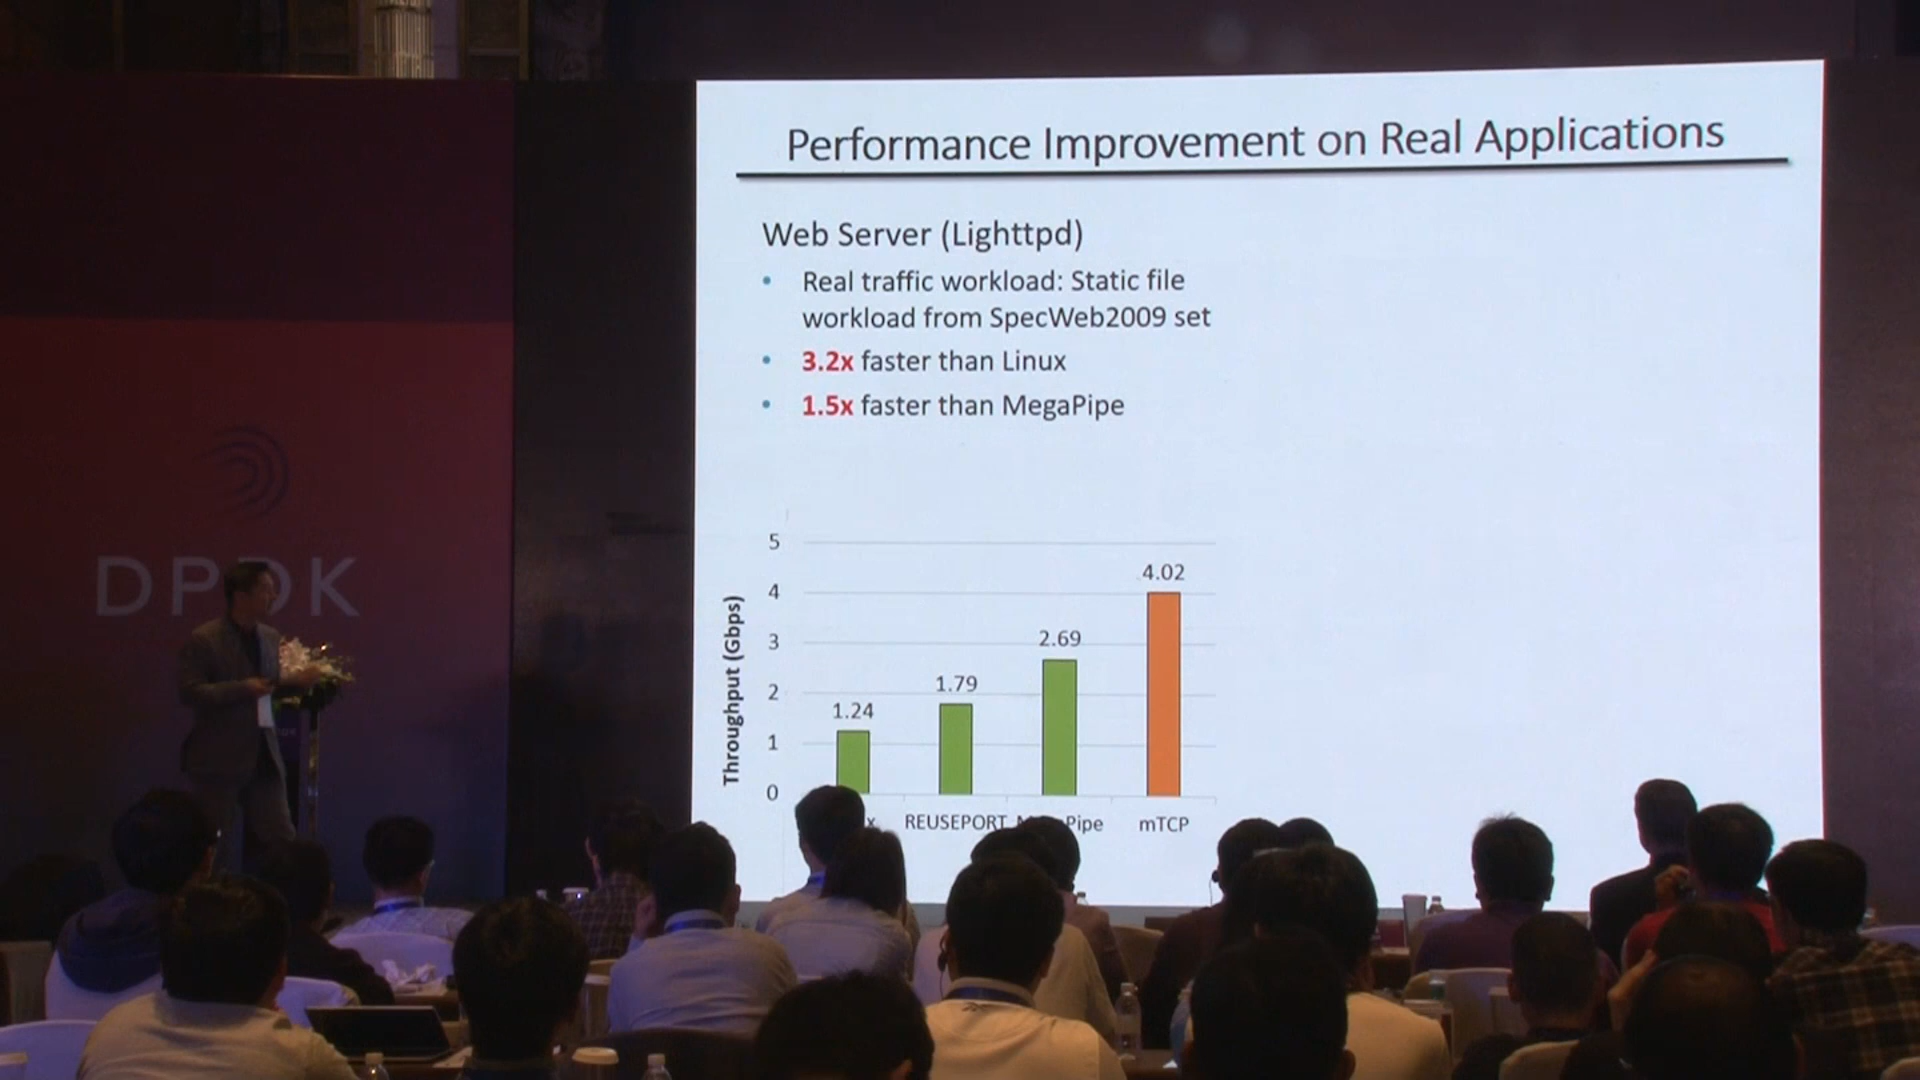 Performance Improvement on Real Applications
Web Server (Lighttpd)
• Real traffic workload: Static file
workload from SpecWeb2009 set
• 3.2x faster than Linux
• 1.5x faster than MegaPipe
Throughput (Gbps)
5
4
3
2
1
0
1.24
1.79
2.69
4.02
REUSEPORT
mTCP
DPDK